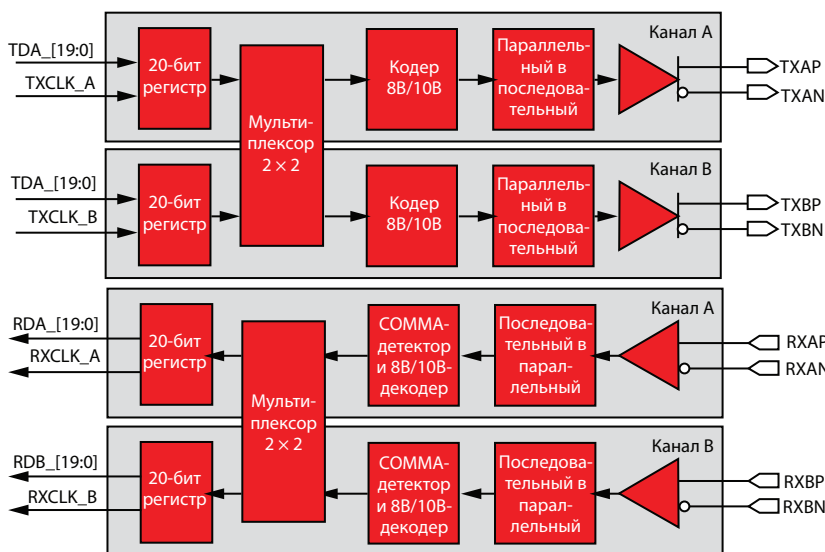 Канал A
TDA_[19:0]
TXCLK_A
20-бит
регистр
Мульти-
плексор
2 × 2
Кодер
8B/10B
Параллель-
ный в
последова-
тельный
TXAP
TXAN
Канал B
TDA_[19:0]
TXCLK_B
20-бит
регистр
Кодер
8B/10B
Параллель-
ный в
последова-
тельный
TXBP
TXBN
Канал A
RDA_[19:0]
RXCLK_A
20-бит
регистр
Мульти-
плексор
2 × 2
COMMA-
детектор
и 8B/10B-
декодер
Последова-
тельный в
парал-
лельный
RXAP
RXAN
Канал B
RDB_[19:0]
RXCLK_B
20-бит
регистр
COMMA-
детектор
и 8B/10B-
декодер
Последова-
тельный в
парал-
лельный
RXBP
RXBN